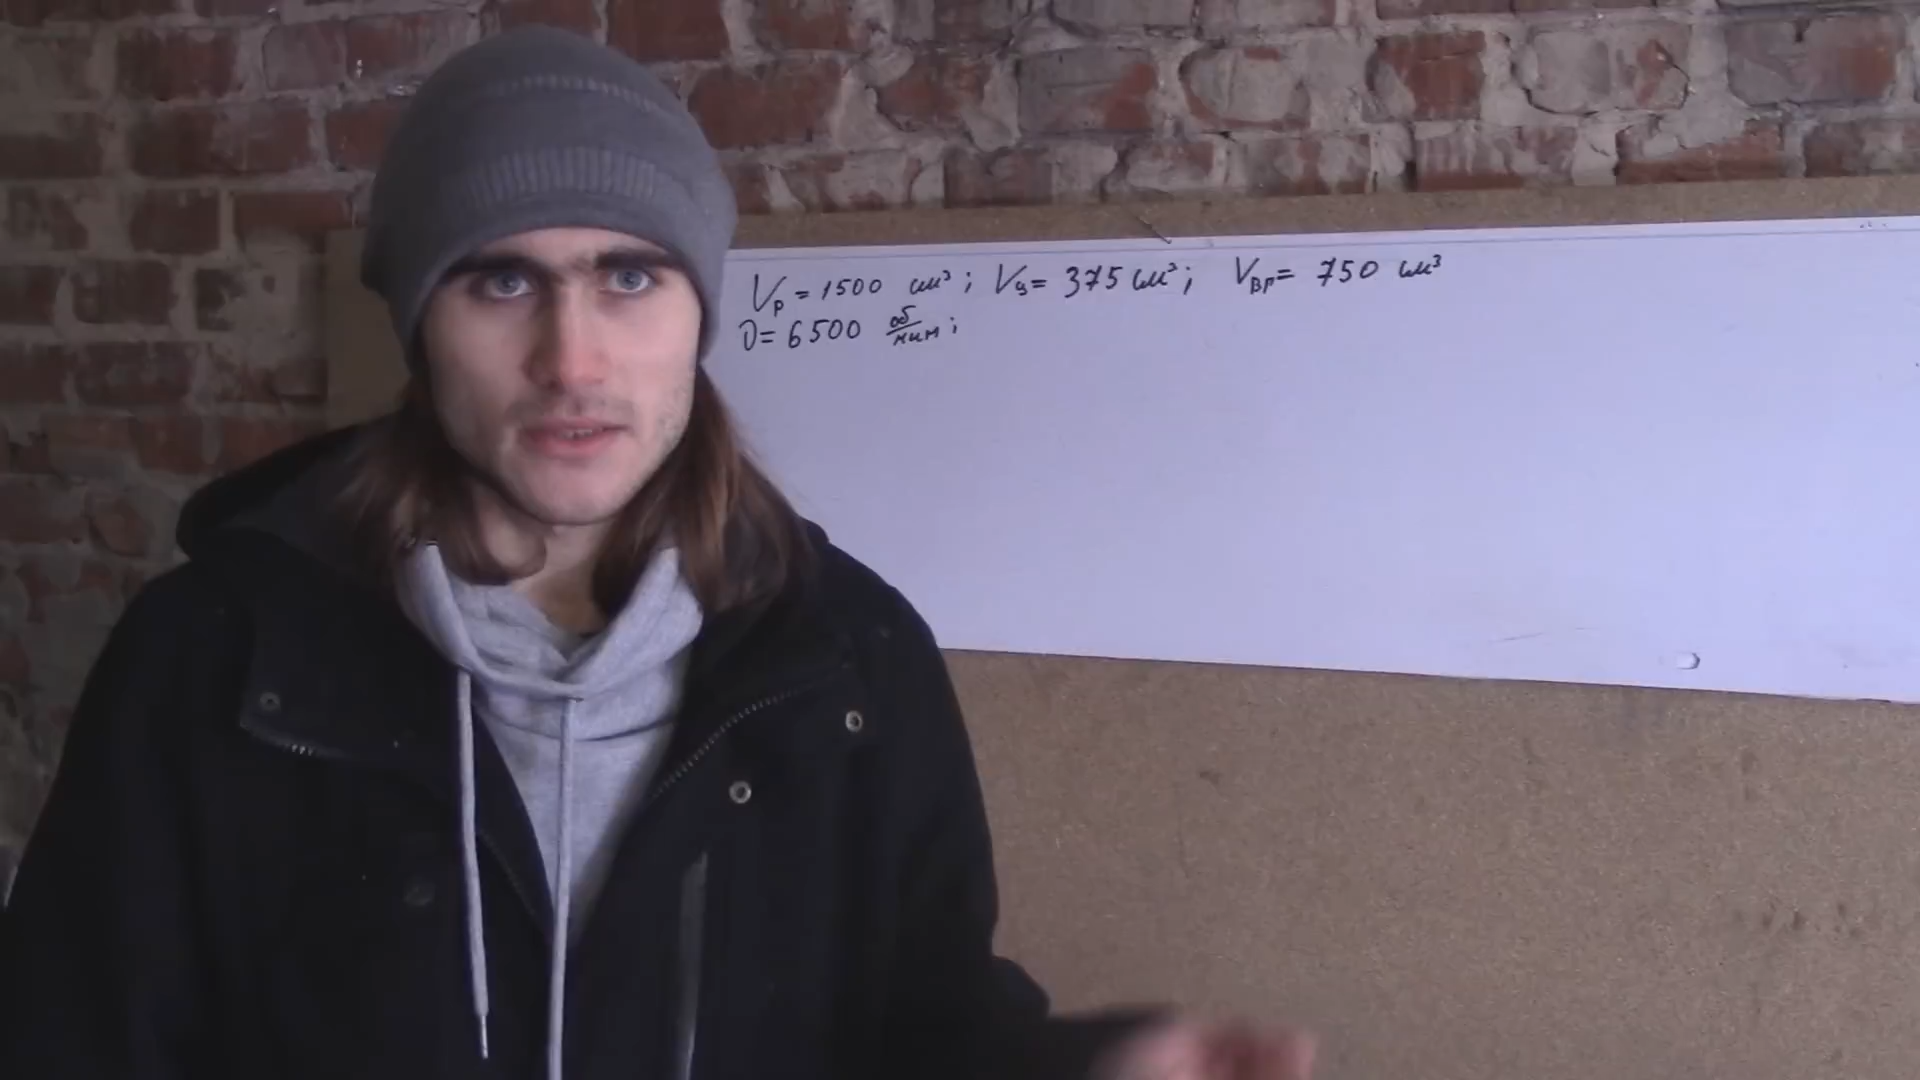 Vр = 1500 см³; Vц = 375 см³; Vвр = 750 см³
D = 6500 об/мин;